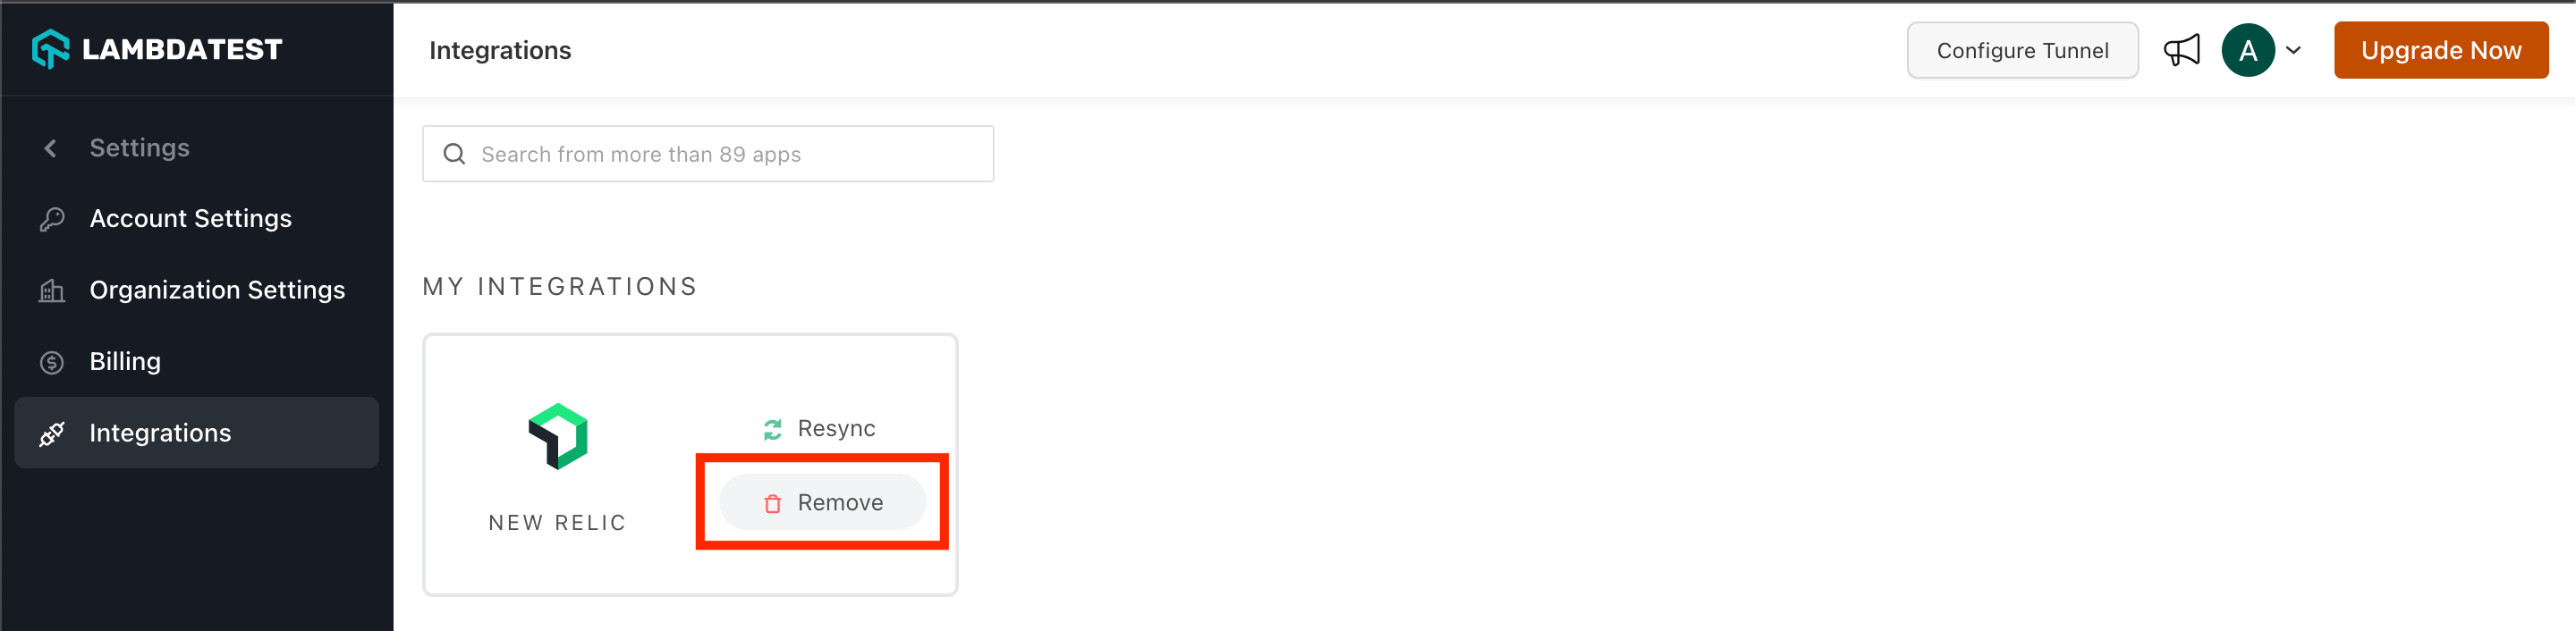 LAMBDATEST
Settings
Account Settings
Organization Settings
Billing
Integrations
Integrations
Configure Tunnel
A
Upgrade Now
Search from more than 89 apps
MY INTEGRATIONS
NEW RELIC
Resync
Remove